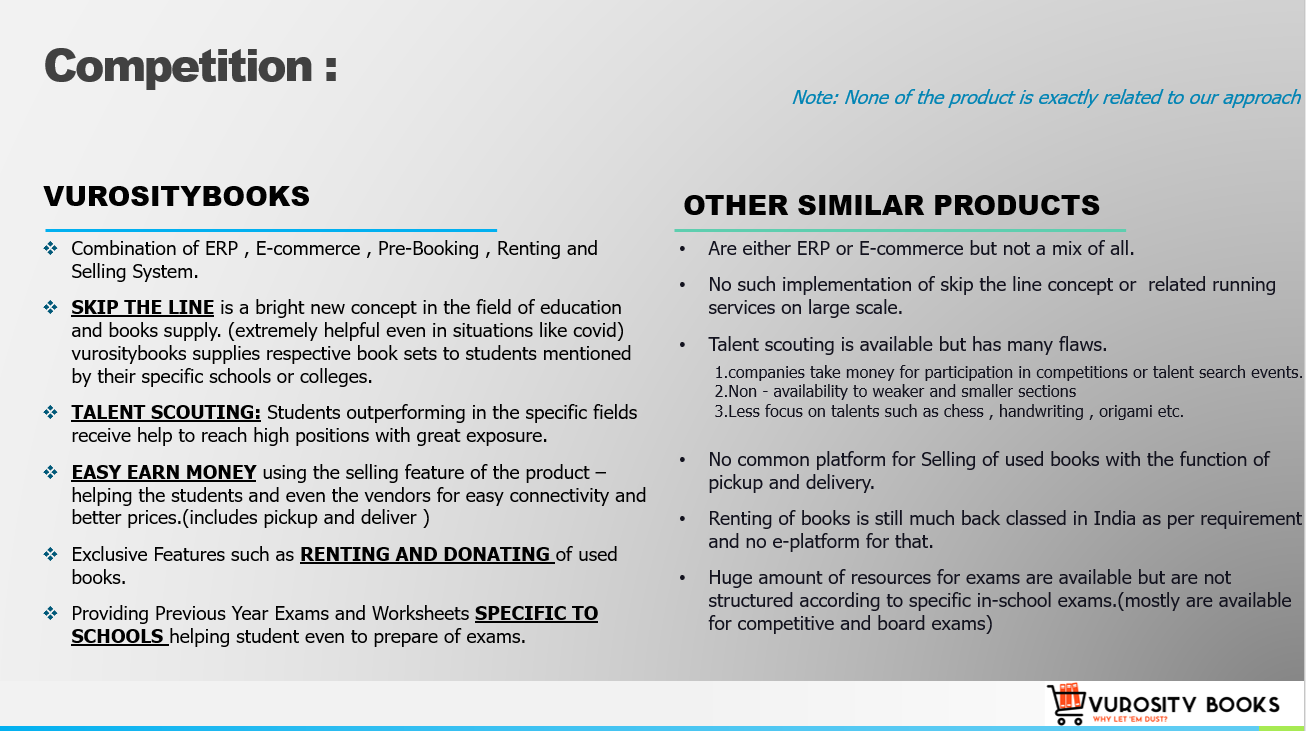 Competition :
Note: None of the product is exactly related to our approach
VUROSITYBOOKS
❖ Combination of ERP , E-commerce , Pre-Booking , Renting and
Selling System.
❖ SKIP THE LINE is a bright new concept in the field of education
and books supply. (extremely helpful even in situations like covid)
vurositybooks supplies respective book sets to students mentioned
by their specific schools or colleges.
❖ TALENT SCOUTING: Students outperforming in the specific fields
receive help to reach high positions with great exposure.
❖ EASY EARN MONEY using the selling feature of the product –
helping the students and even the vendors for easy connectivity and
better prices.(includes pickup and deliver )
❖ Exclusive Features such as RENTING AND DONATING of used
books.
❖ Providing Previous Year Exams and Worksheets SPECIFIC TO
SCHOOLS helping student even to prepare of exams.
OTHER SIMILAR PRODUCTS
• Are either ERP or E-commerce but not a mix of all.
• No such implementation of skip the line concept or related running
services on large scale.
• Talent scouting is available but has many flaws.
1.companies take money for participation in competitions or talent search events.
2.Non - availability to weaker and smaller sections
3.Less focus on talents such as chess , handwriting , origami etc.
• No common platform for Selling of used books with the function of
pickup and delivery.
• Renting of books is still much back classed in India as per requirement
and no e-platform for that.
• Huge amount of resources for exams are available but are not
structured according to specific in-school exams.(mostly are available
for competitive and board exams)
VUROSITY BOOKS
WHY LET 'EM DUST?